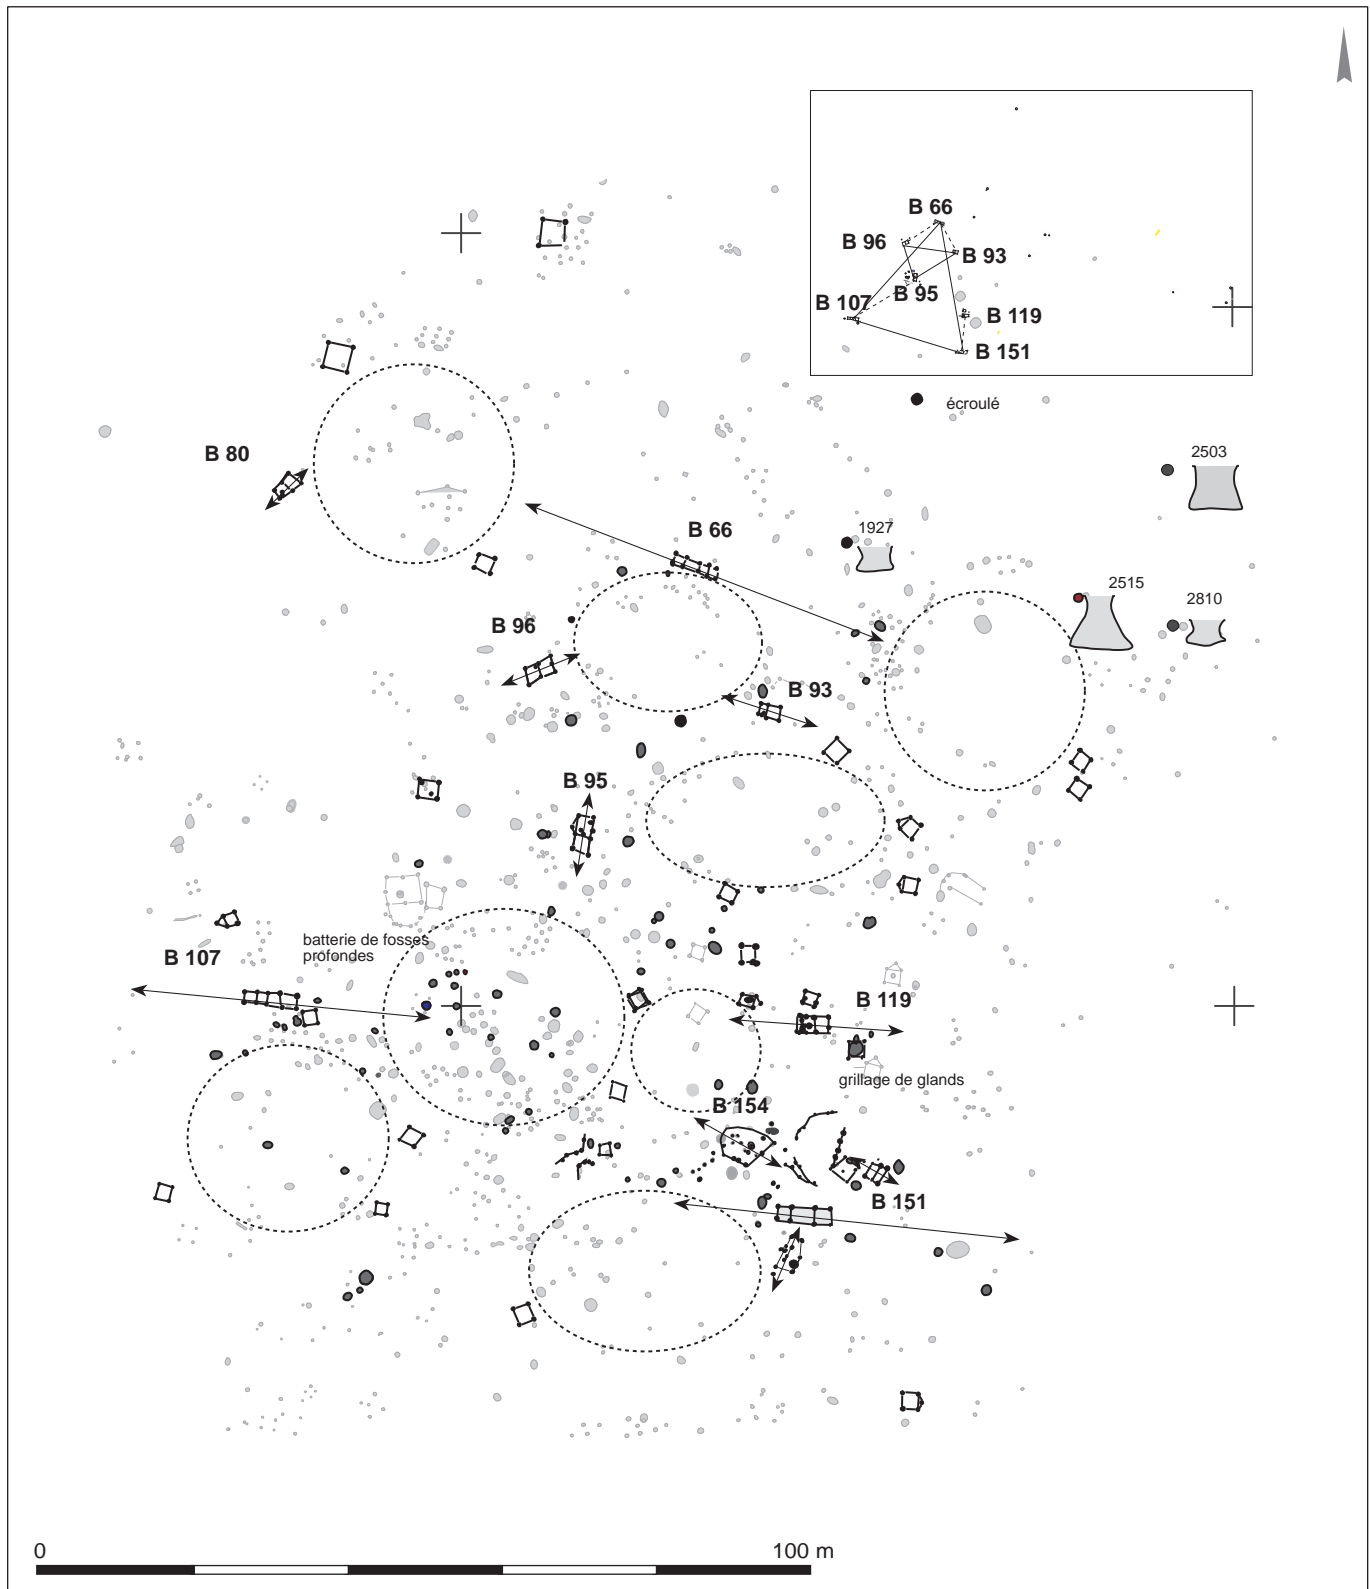 B 66
B 96
B 93
B 95
B 107
B 119
B 151
écroulé
2503
B 80
B 66
1927
2515
2810
B 96
B 93
B 95
batterie de fosses
profondes
B 107
B 119
grillage de glands
B 154
B 151
0
100 m